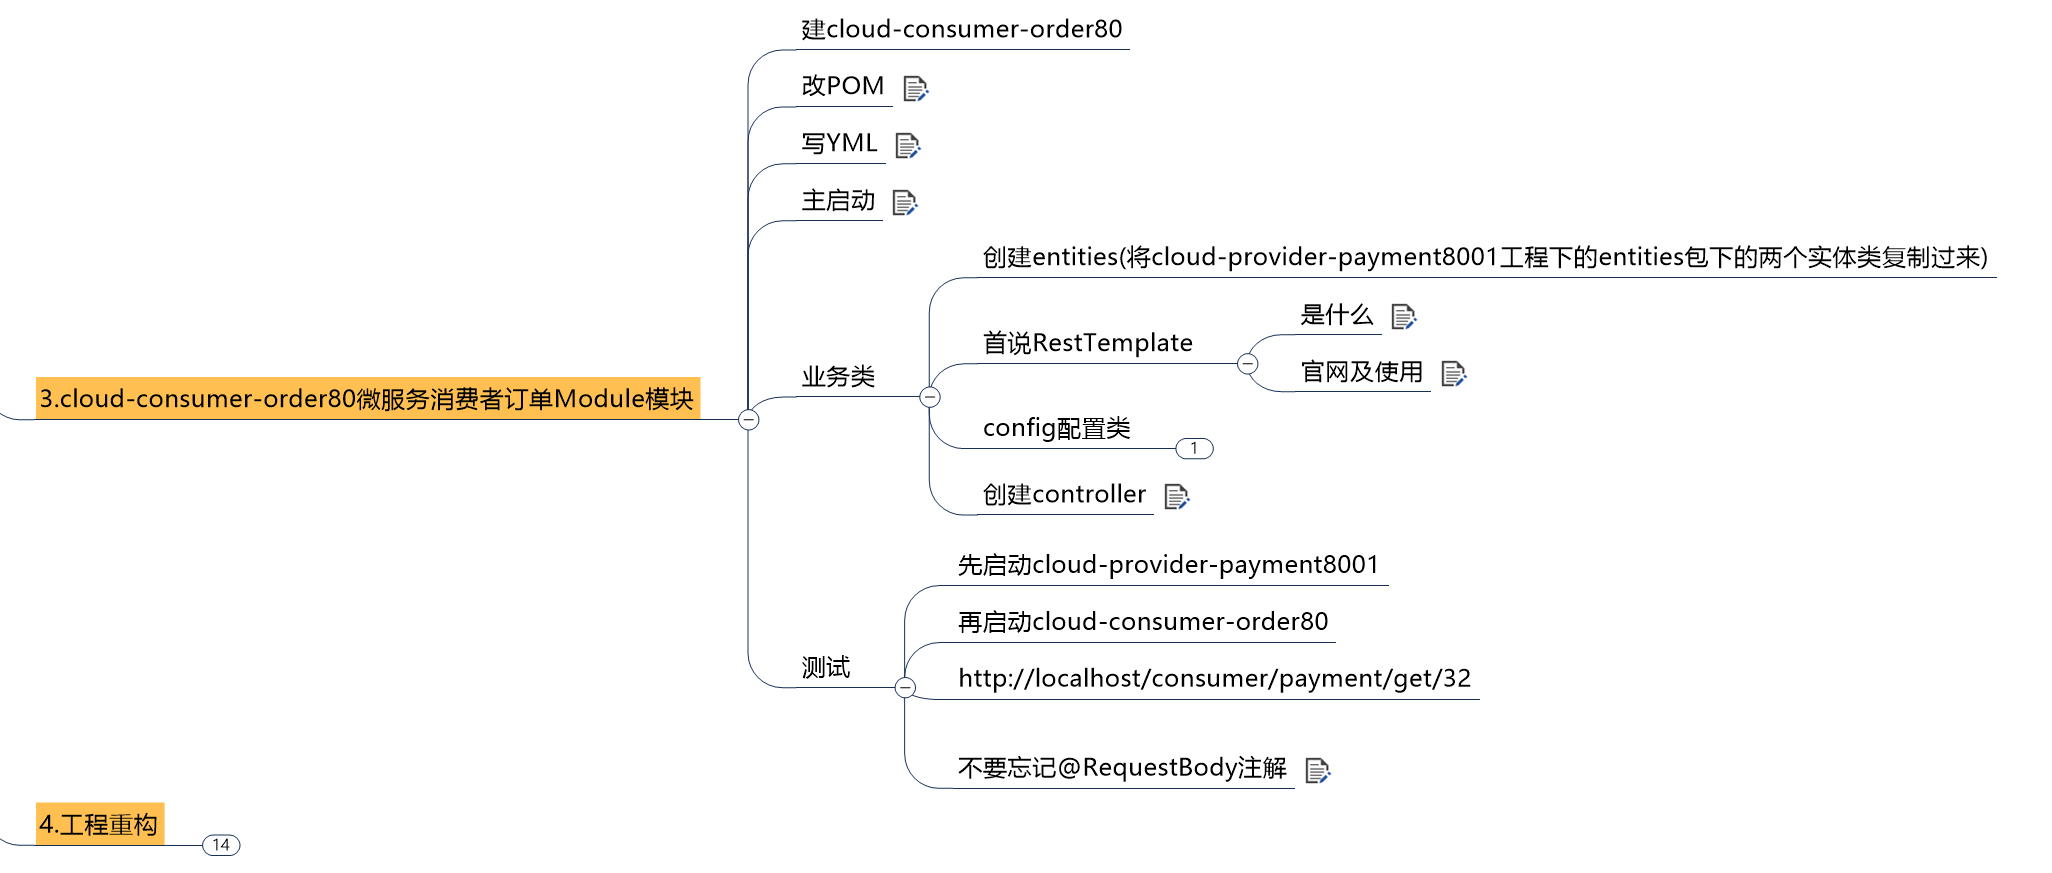 建cloud-consumer-order80
改POM
写YML
主启动
创建entities(将cloud-provider-payment8001工程下的entities包下的两个实体类复制过来)
是什么
首说RestTemplate
官网及使用
业务类
3.cloud-consumer-order80微服务消费者订单Module模块
config配置类
1
创建controller
先启动cloud-provider-payment8001
再启动cloud-consumer-order80
测试
http://localhost/consumer/payment/get/32
不要忘记@RequestBody注解
4.工程重构
14